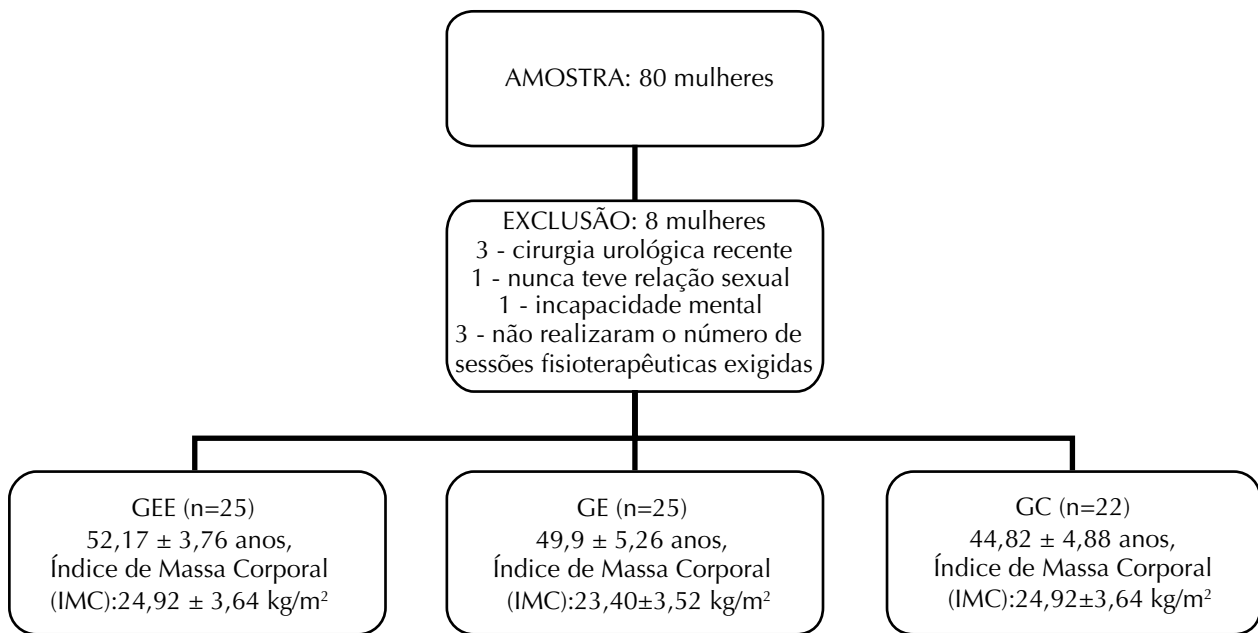 AMOSTRA: 80 mulheres
EXCLUSÃO: 8 mulheres
3 - cirurgia urológica recente
1 - nunca teve relação sexual
1 - incapacidade mental
3 - não realizaram o número de
sessões fisioterapêuticas exigidas
GEE (n=25)
52,17 ± 3,76 anos,
Índice de Massa Corporal
(IMC):24,92 ± 3,64 kg/m²
GE (n=25)
49,9 ± 5,26 anos,
Índice de Massa Corporal
(IMC):23,40±3,52 kg/m²
GC (n=22)
44,82 ± 4,88 anos,
Índice de Massa Corporal
(IMC):24,92±3,64 kg/m²